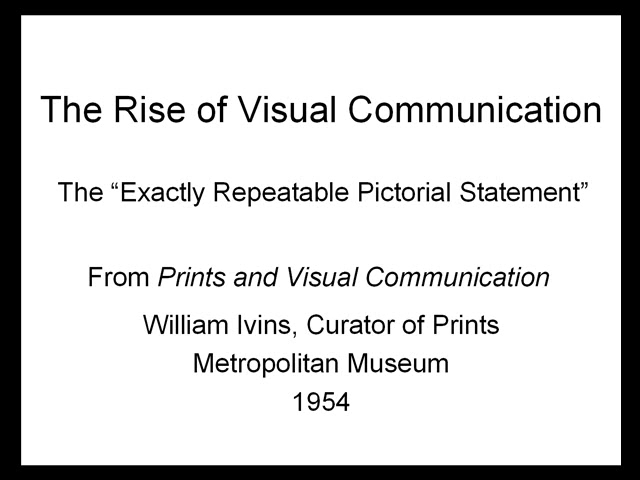 The Rise of Visual Communication
The “Exactly Repeatable Pictorial Statement”
From Prints and Visual Communication
William Ivins, Curator of Prints
Metropolitan Museum
1954